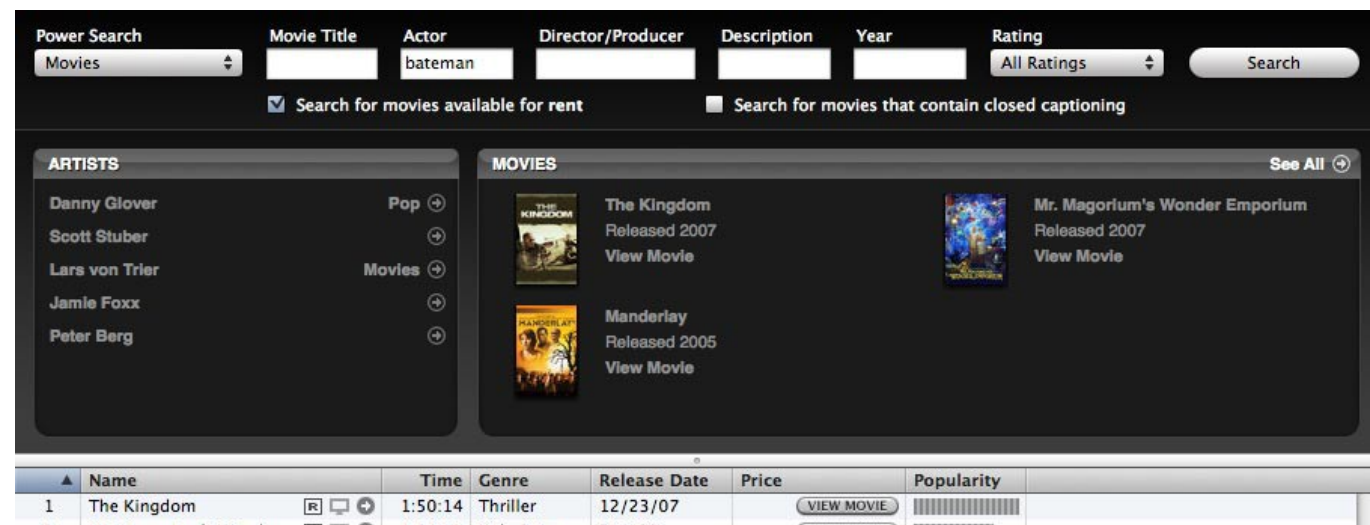 Power Search Movie Title Actor Director/Producer Description Year Rating
Movies bateman All Ratings Search
Search for movies available for rent Search for movies that contain closed captioning
ARTISTS
Danny Glover Pop
Scott Stuber
Lars von Trier Movies
Jamie Foxx
Peter Berg
MOVIES See All
THE KINGDOM
The Kingdom
Released 2007
View Movie
Mr. Magorium's Wonder Emporium
Released 2007
View Movie
MANDERLAY
Manderlay
Released 2005
View Movie
Name Time Genre Release Date Price Popularity
1 The Kingdom R 1:50:14 Thriller 12/23/07 VIEW MOVIE